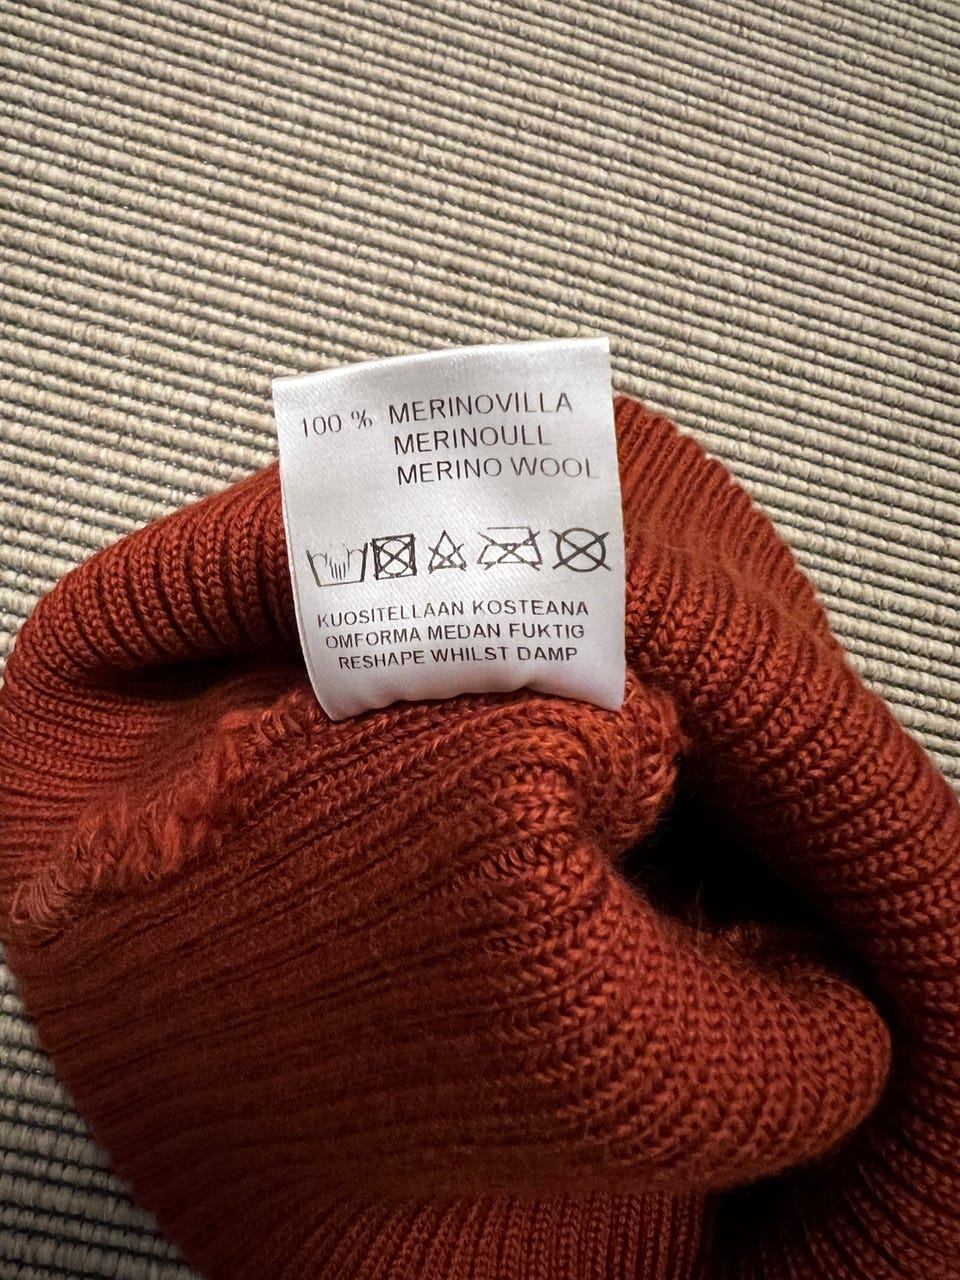 100 % MERINOVILLA
MERINOULL
MERINO WOOL
KUOSITELLAAN KOSTEANA
OMFORMA MEDAN FUKTIG
RESHAPE WHILST DAMP